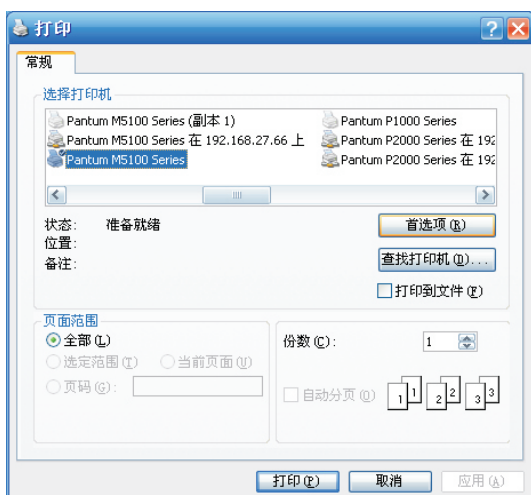 打印
常规
选择打印机
Pantum M5100 Series (副本 1)
Pantum P1000 Series
Pantum M5100 Series 在 192.168.27.66 上
Pantum P2000 Series 在 192
Pantum M5100 Series
Pantum P2000 Series 在 192
状态: 准备就绪
首选项(R)
位置:
备注:
查找打印机(D)...
打印到文件(F)
页面范围
全部(L)
份数(C): 1
选定范围(T) 当前页面(U)
页码(G):
自动分页(O) 1 1 2 2 3 3
打印(P) 取消 应用(A)